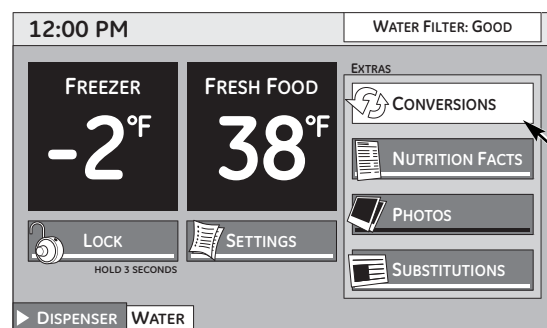 12:00 PM
WATER FILTER: GOOD
FREEZER
-2°F
FRESH FOOD
38°F
EXTRAS
CONVERSIONS
NUTRITION FACTS
PHOTOS
SUBSTITUTIONS
LOCK
HOLD 3 SECONDS
SETTINGS
DISPENSER
WATER